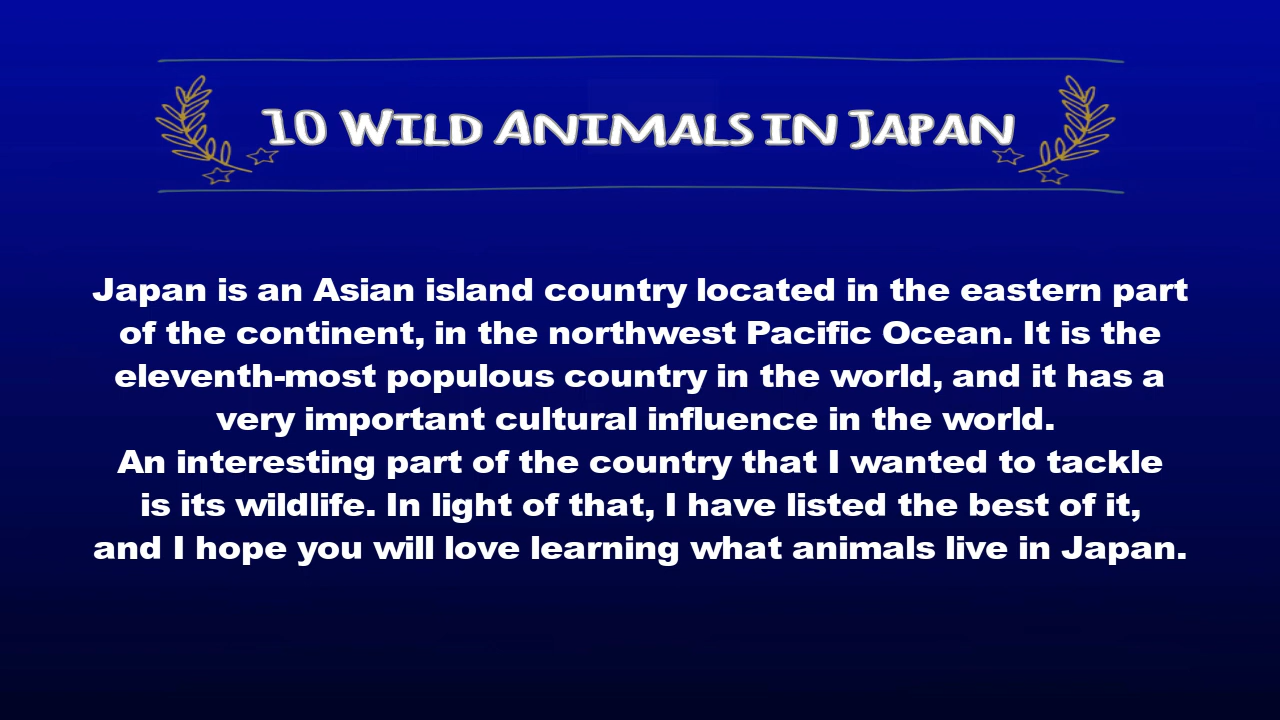 10 WILD ANIMALS IN JAPAN
Japan is an Asian island country located in the eastern part
of the continent, in the northwest Pacific Ocean. It is the
eleventh-most populous country in the world, and it has a
very important cultural influence in the world.
An interesting part of the country that I wanted to tackle
is its wildlife. In light of that, I have listed the best of it,
and I hope you will love learning what animals live in Japan.